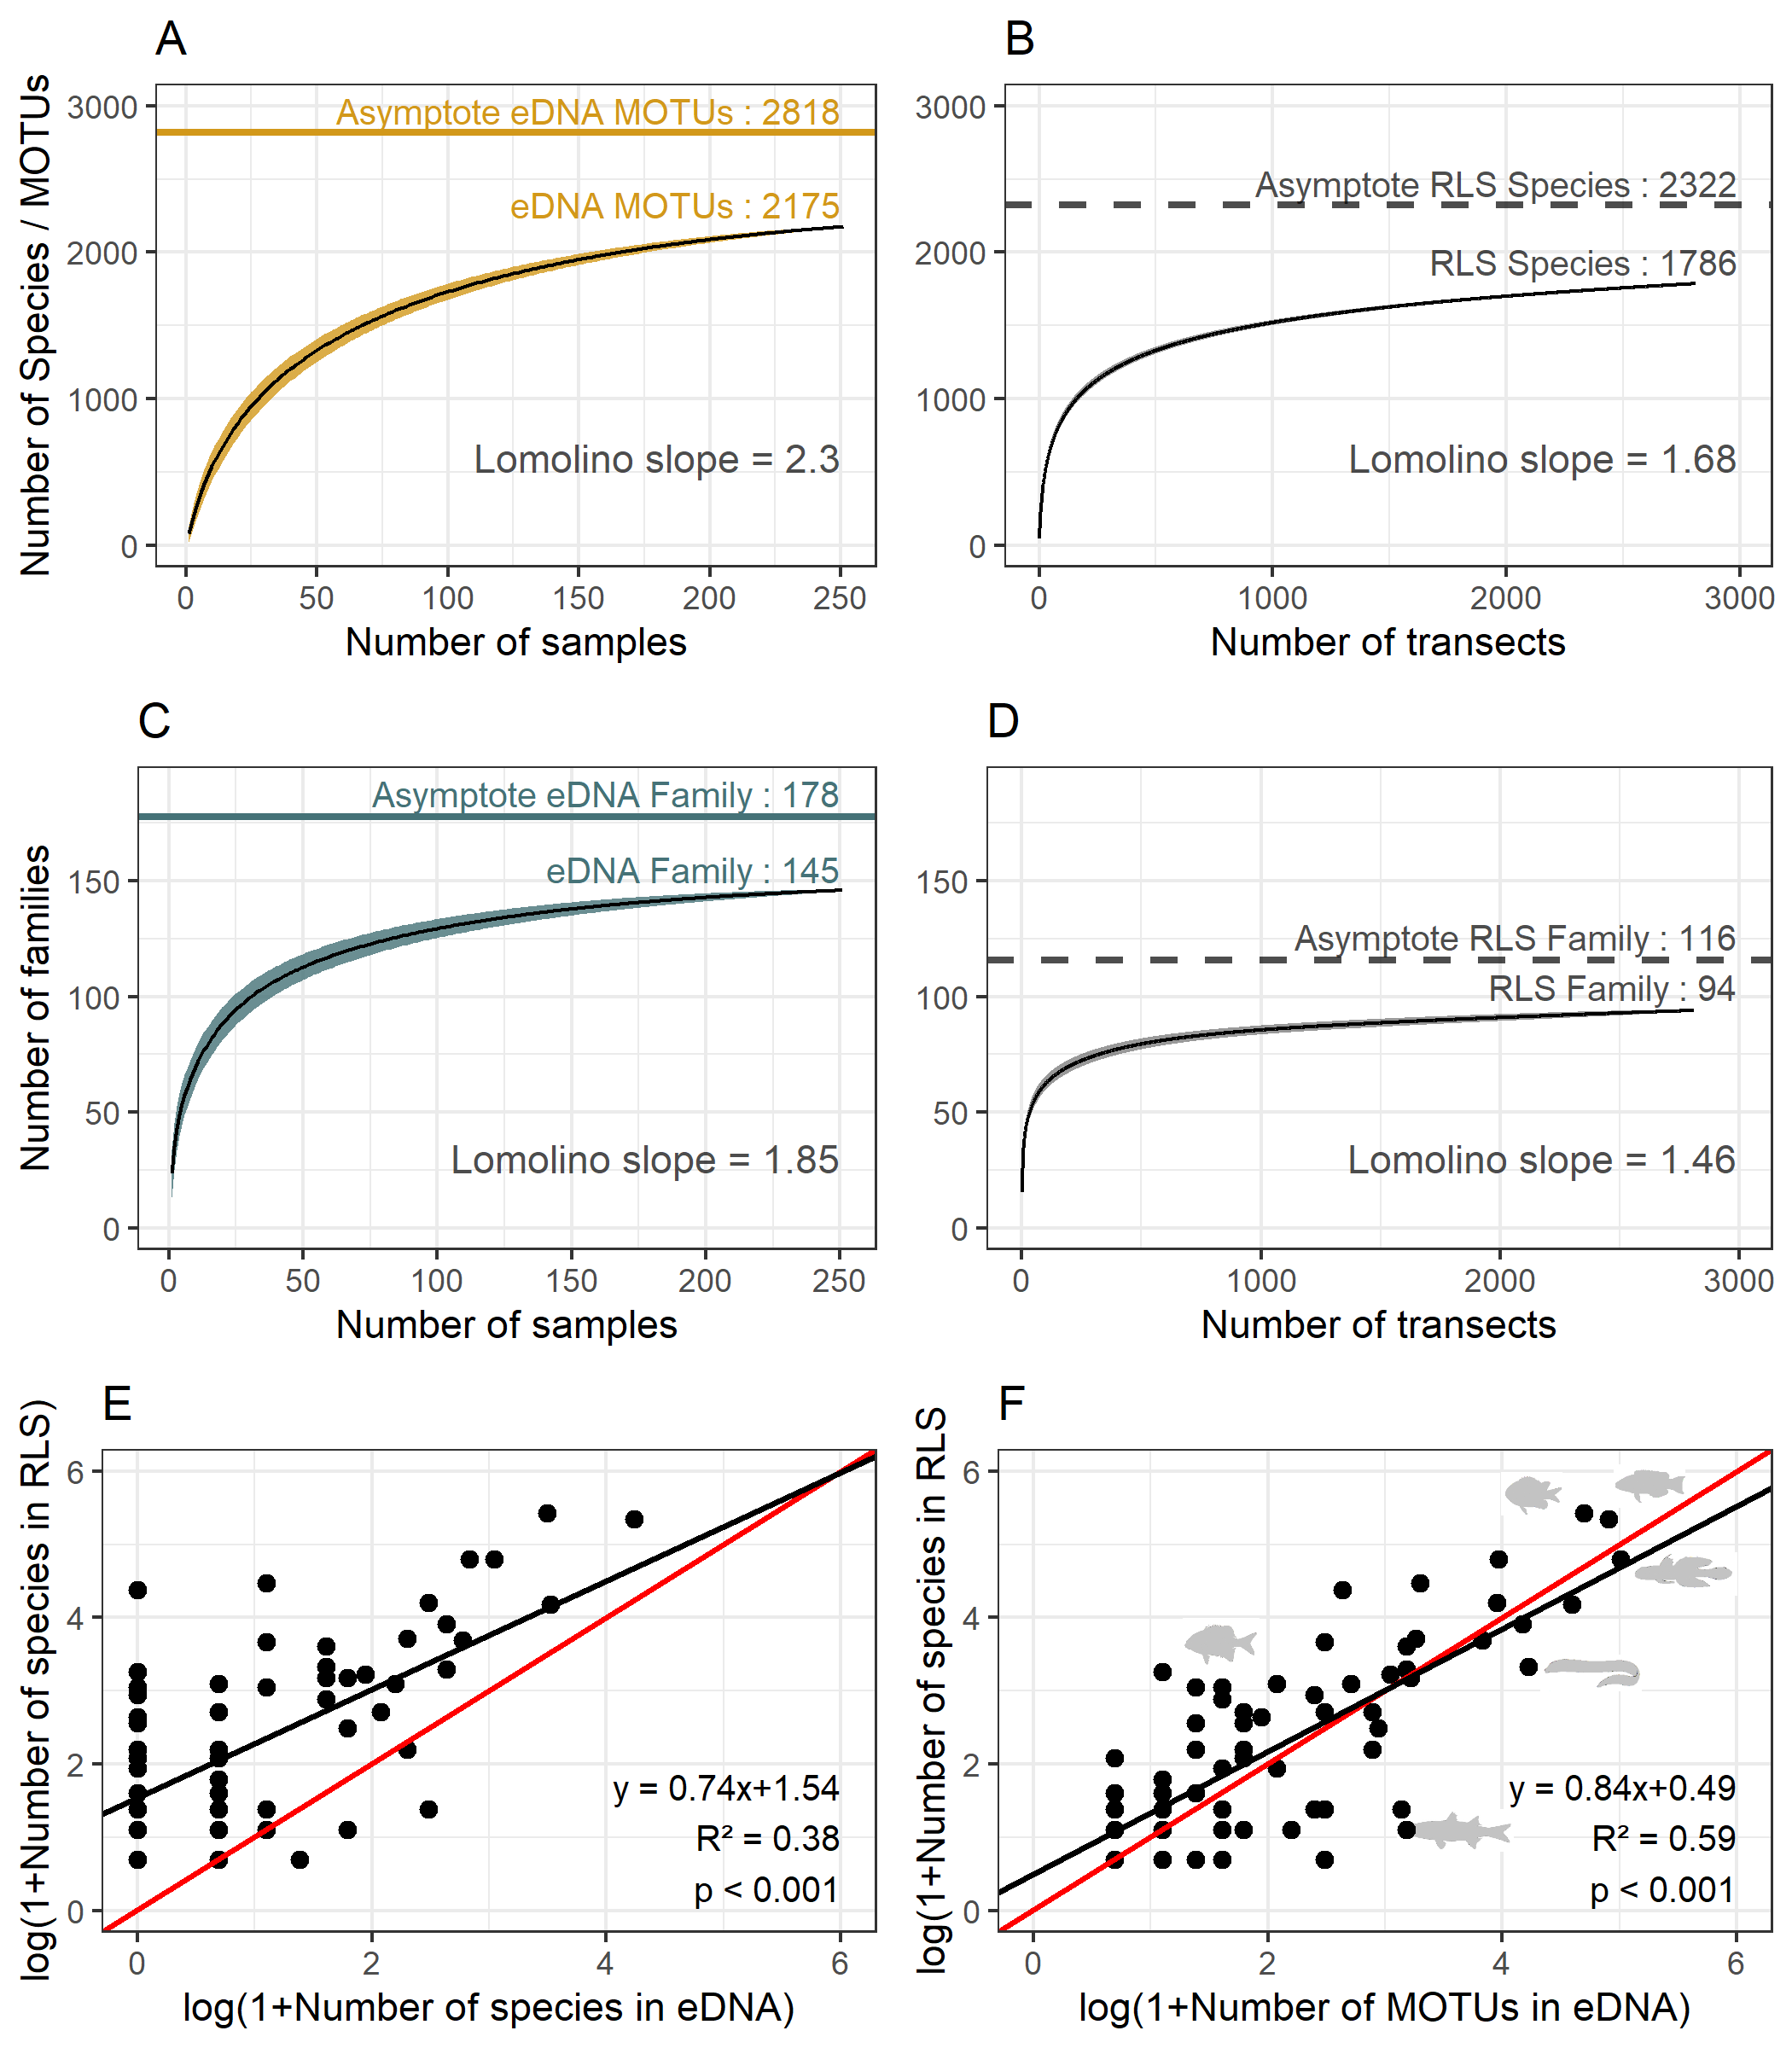 A
Number of Species / MOTUs
3000
2000
1000
0
Asymptote eDNA MOTUs : 2818
eDNA MOTUs : 2175
Lomolino slope = 2.3
0 50 100 150 200 250
Number of samples
B
3000
2000
1000
0
Asymptote RLS Species : 2322
RLS Species : 1786
Lomolino slope = 1.68
0 1000 2000 3000
Number of transects
C
Number of families
150
100
50
0
Asymptote eDNA Family : 178
eDNA Family : 145
Lomolino slope = 1.85
0 50 100 150 200 250
Number of samples
D
150
100
50
0
Asymptote RLS Family : 116
RLS Family : 94
Lomolino slope = 1.46
0 1000 2000 3000
Number of transects
E
log(1+Number of species in RLS)
6
4
2
0
y = 0.74x+1.54
R² = 0.38
p < 0.001
0 2 4 6
log(1+Number of species in eDNA)
F
log(1+Number of species in RLS
6
4
2
0
y = 0.84x+0.49
R² = 0.59
p < 0.001
0 2 4 6
log(1+Number of MOTUs in eDNA)